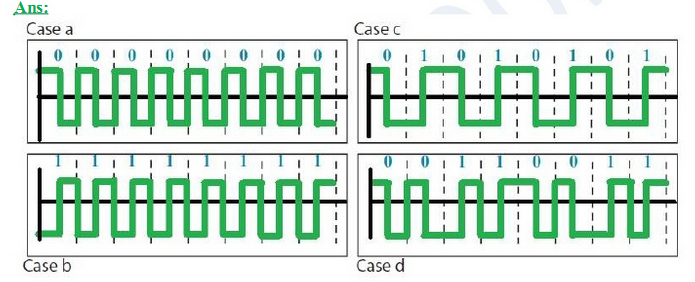 Ans:
Case a
0 0 0 0 0 0 0 0
Case c
0 1 0 1 0 1 0 1
1 1 1 1 1 1 1 1
Case b
0 0 1 1 0 0 1 1
Case d